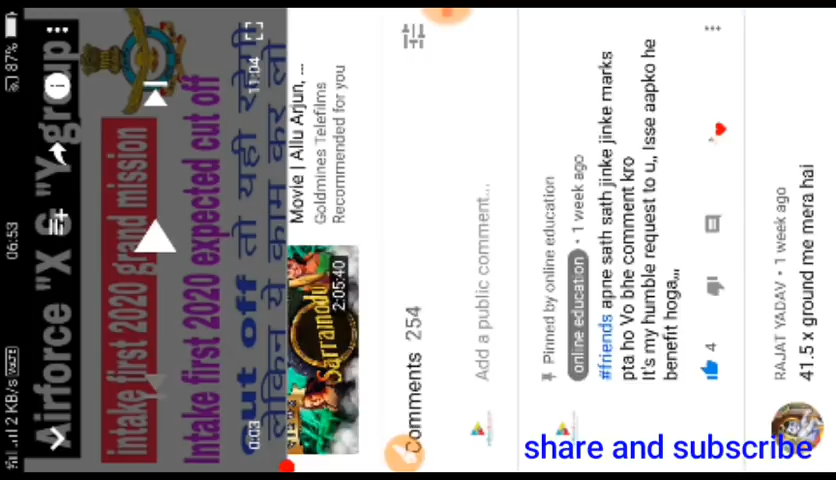 2 KB/s VoLTE 06:53 87%
Airforce "X & "Y group
intake first 2020 grand mission
Intake first 2020 expected cut off
cut off तो यही रहेगी
लेकिन ये काम कर लो
0:03 11:04
2:05:40
Sarrainodu
Movie | Allu Arjun, ...
Goldmines Telefilms
Recommended for you
Comments 254
Add a public comment...
Pinned by online education
online education • 1 week ago
#friends apne sath sath jinke jinke marks
pta ho Vo bhe comment kro
It's my humble request to u,, Isse aapko he
benefit hoga,,,
4
RAJAT YADAV • 1 week ago
41.5 x ground me mera hai
share and subscribe